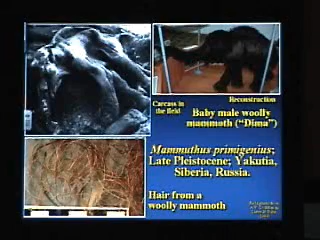 Carcass in
the field
Reconstruction
Baby male woolly
mammoth ("Dima")
Mammuthus primigenius;
Late Pleistocene; Yakutia,
Siberia, Russia.
Hair from a
woolly mammoth